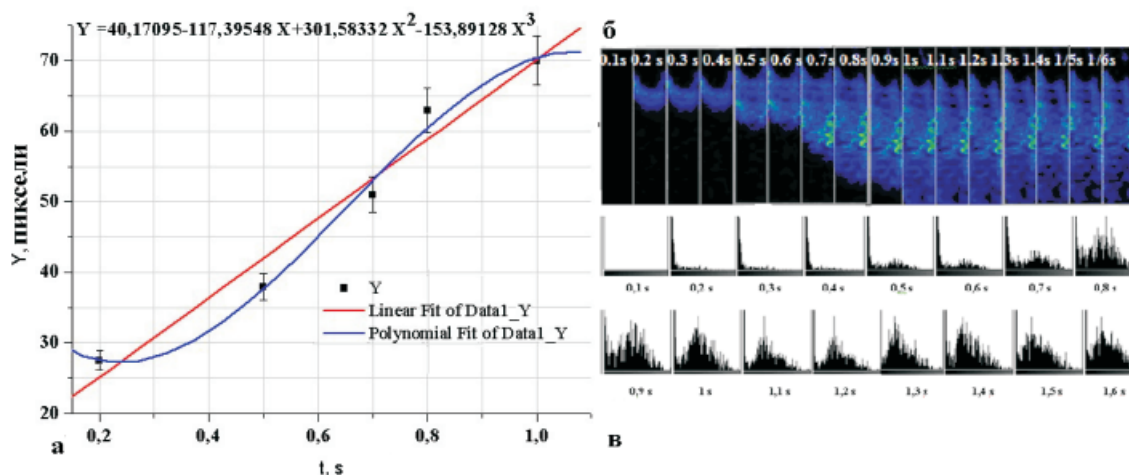 Y =40,17095-117,39548 X+301,58332 X²-153,89128 X³
70
60
50
40
30
20
Y, пиксели
0,2
0,4
0,6
0,8
1,0
t, s
Y
Linear Fit of Data1_Y
Polynomial Fit of Data1_Y
а
б
0.1s 0.2 s 0.3 s 0.4s 0.5 s 0.6 s 0.7s 0.8s 0.9s 1s 1.1s 1.2s 1.3s 1.4s 1/5s 1/6s
0,1 s 0,2 s 0,3 s 0,4 s 0,5 s 0,6 s 0,7 s 0,8 s
0,9 s 1 s 1,1 s 1,2 s 1,3 s 1,4 s 1,5 s 1,6 s
в